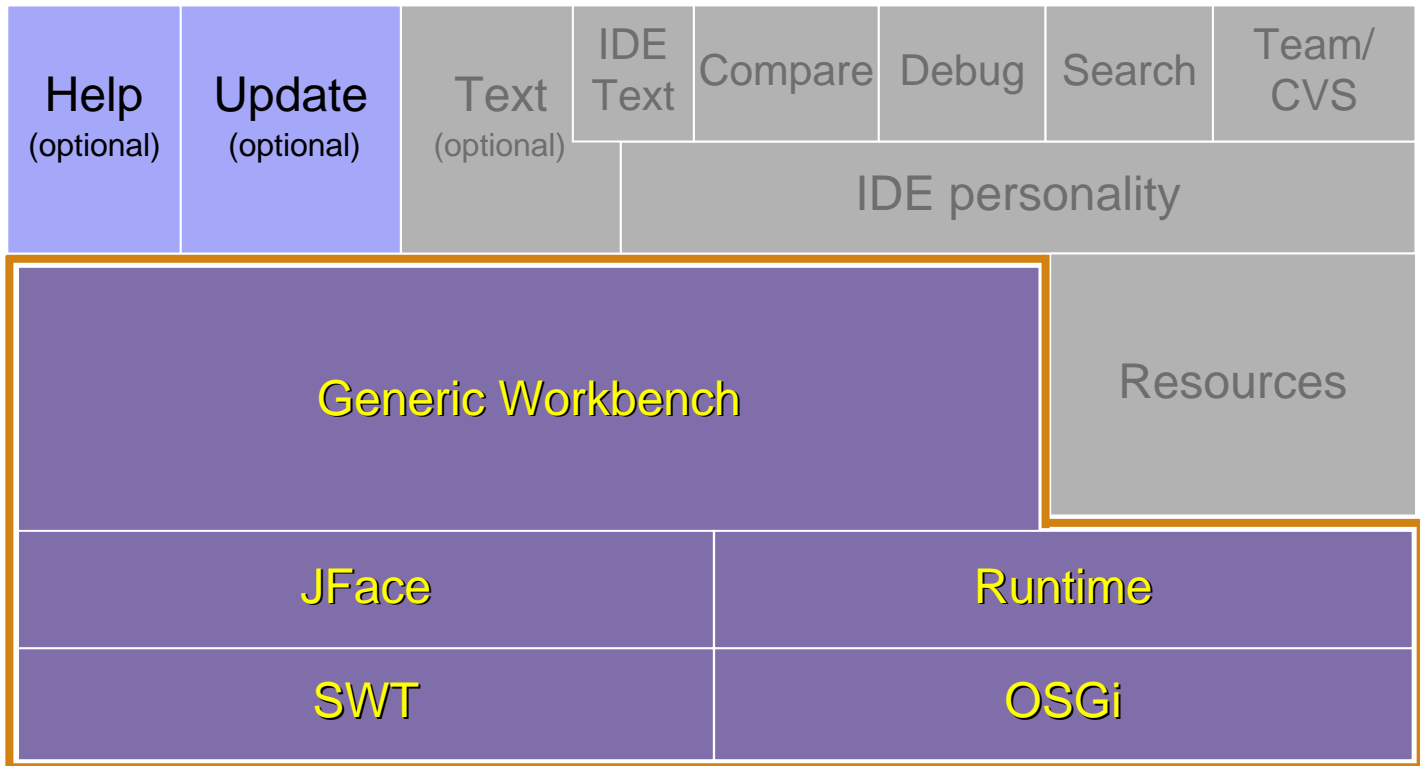 Help
(optional)
Update
(optional)
Text
(optional)
IDE
Text
Compare
Debug
Search
Team/
CVS
IDE personality
Generic Workbench
Resources
JFace
Runtime
SWT
OSGi